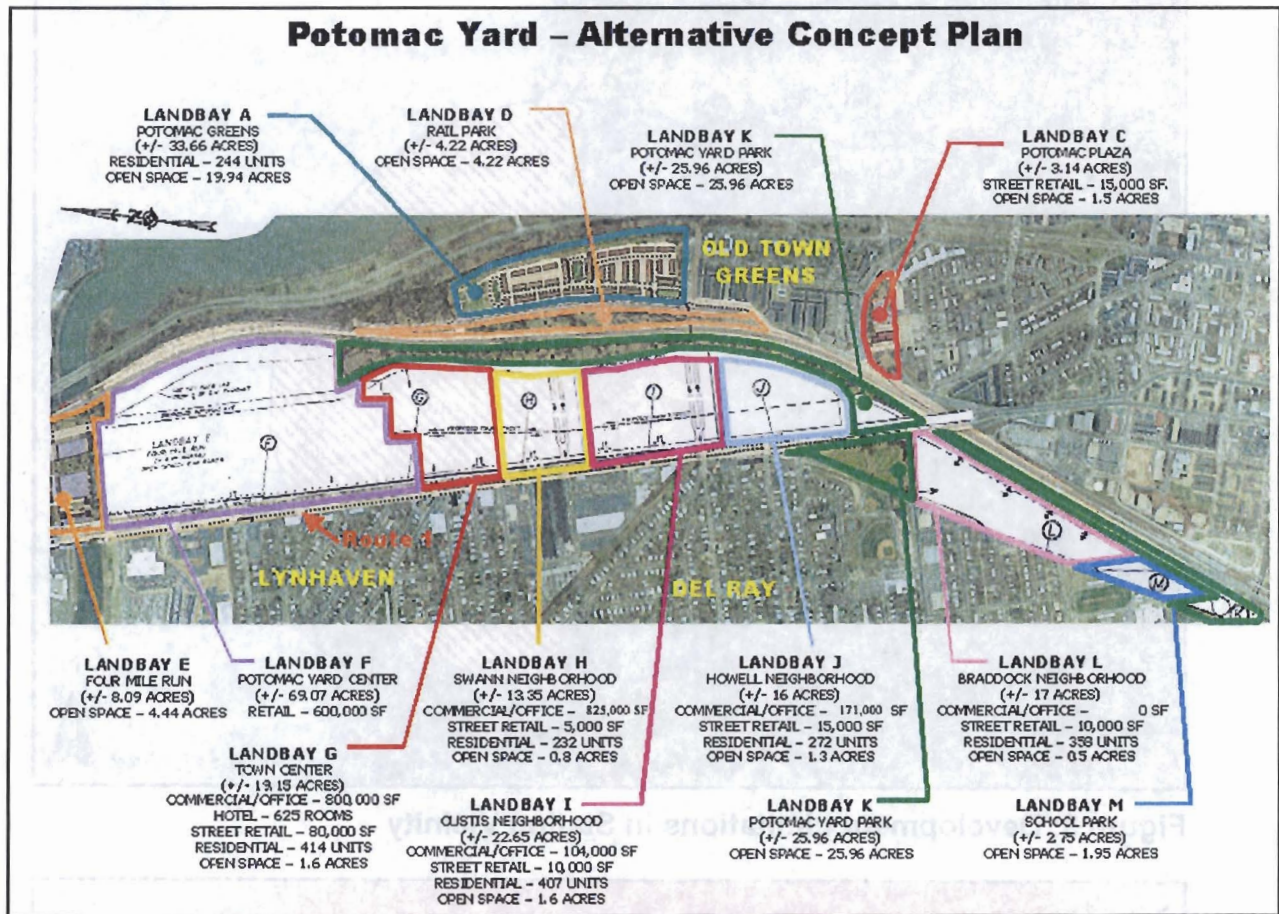 Potomac Yard – Alternative Concept Plan
LANDBAY A
POTOMAC GREENS
(+/- 33.66 ACRES)
RESIDENTIAL – 244 UNITS
OPEN SPACE – 19.94 ACRES
LANDBAY D
RAIL PARK
(+/- 4.22 ACRES)
OPEN SPACE – 4.22 ACRES
LANDBAY K
POTOMAC YARD PARK
(+/- 25.96 ACRES)
OPEN SPACE – 25.96 ACRES
LANDBAY C
POTOMAC PLAZA
(+/- 3.14 ACRES)
STREET RETAIL – 15,000 SF.
OPEN SPACE – 1.5 ACRES
OLD TOWN
GREENS
G
H
I
J
LANDBAY F
FOUR MILE RUN
F
L
M
Route 1
LYNHAVEN
DEL RAY
LANDBAY E
FOUR MILE RUN
(+/- 8.09 ACRES)
OPEN SPACE – 4.44 ACRES
LANDBAY F
POTOMAC YARD CENTER
(+/- 69.07 ACRES)
RETAIL – 600,000 SF
LANDBAY H
SWANN NEIGHBORHOOD
(+/- 13.35 ACRES)
COMMERCIAL/OFFICE – 825,000 SF
STREET RETAIL – 5,000 SF
RESIDENTIAL – 232 UNITS
OPEN SPACE – 0.8 ACRES
LANDBAY J
HOWELL NEIGHBORHOOD
(+/- 16 ACRES)
COMMERCIAL/OFFICE – 171,000 SF
STREET RETAIL – 15,000 SF
RESIDENTIAL – 272 UNITS
OPEN SPACE – 1.3 ACRES
LANDBAY L
BRADDOCK NEIGHBORHOOD
(+/- 17 ACRES)
COMMERCIAL/OFFICE – 0 SF
STREET RETAIL – 10,000 SF
RESIDENTIAL – 358 UNITS
OPEN SPACE – 0.5 ACRES
LANDBAY G
TOWN CENTER
(+/- 19.15 ACRES)
COMMERCIAL/OFFICE – 800,000 SF
HOTEL – 625 ROOMS
STREET RETAIL – 80,000 SF
RESIDENTIAL – 414 UNITS
OPEN SPACE – 1.6 ACRES
LANDBAY I
CUSTIS NEIGHBORHOOD
(+/- 22.65 ACRES)
COMMERCIAL/OFFICE – 104,000 SF
STREET RETAIL – 10,000 SF
RESIDENTIAL – 407 UNITS
OPEN SPACE – 1.6 ACRES
LANDBAY K
POTOMAC YARD PARK
(+/- 25.96 ACRES)
OPEN SPACE – 25.96 ACRES
LANDBAY M
SCHOOL PARK
(+/- 2.75 ACRES)
OPEN SPACE – 1.95 ACRES